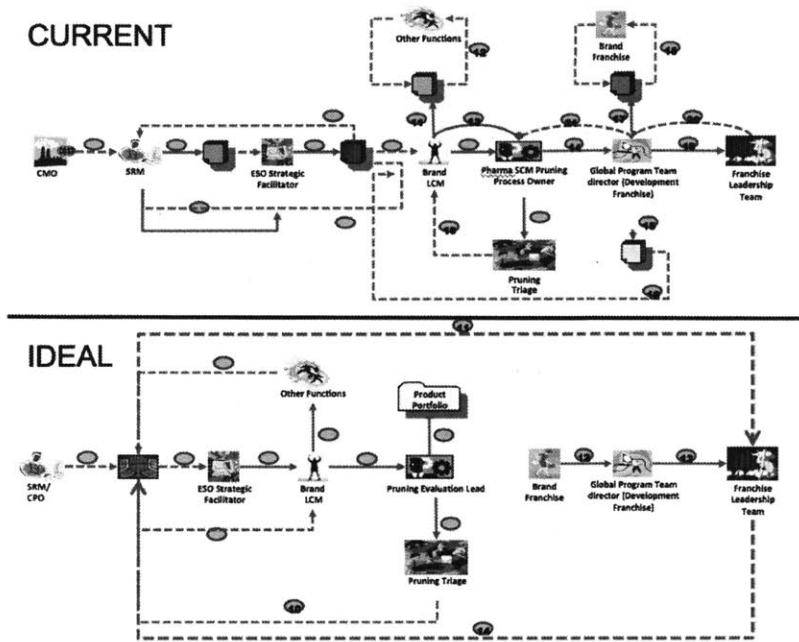 CURRENT
Other Functions
Brand
Franchise
CMO
SRM
ESO Strategic
Facilitator
Brand
LCM
Pharma SCM Pruning
Process Owner
Global Program Team
director (Development
Franchise)
Franchise
Leadership
Team
Pruning
Triage
IDEAL
Other Functions
Product
Portfolio
SRM/
CPO
ESO Strategic
Facilitator
Brand
LCM
Pruning Evaluation Lead
Brand
Franchise
Global Program Team
director (Development
Franchise)
Franchise
Leadership
Team
Pruning Triage